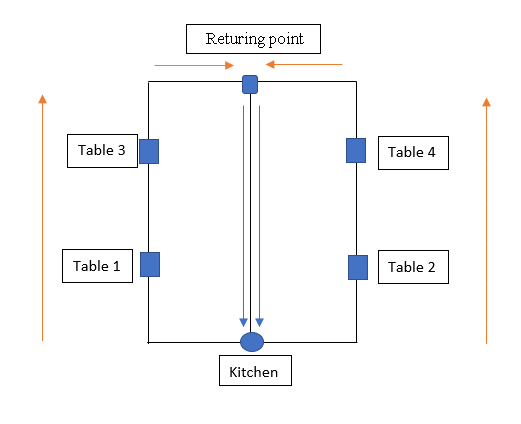 Returing point
Table 3
Table 4
Table 1
Table 2
Kitchen